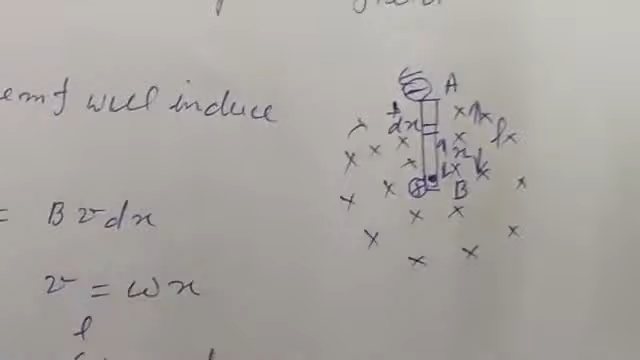 emf will induce
= B v dx
v = ωx
l
A
dx
l
x
B